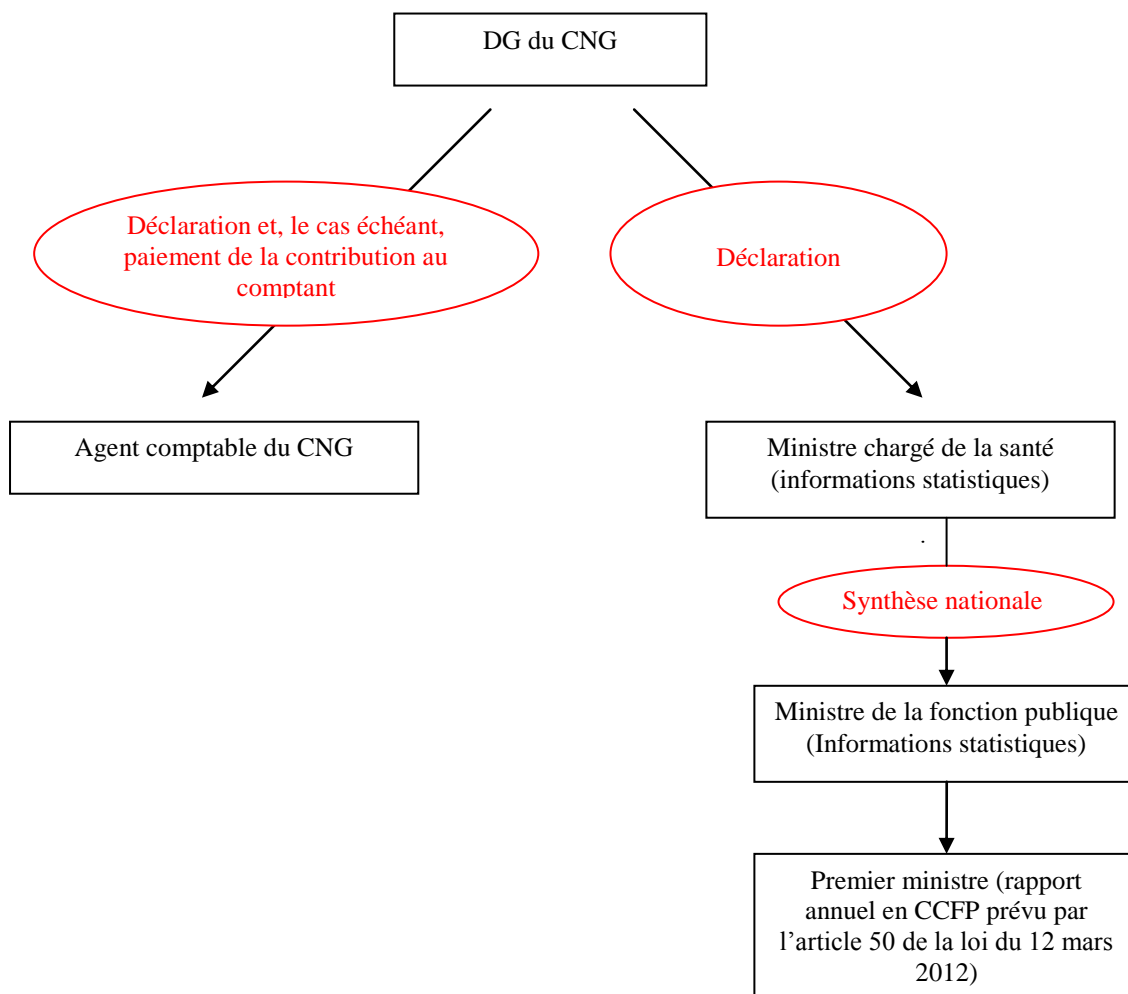 DG du CNG
Déclaration et, le cas échéant,
paiement de la contribution au
comptant
Déclaration
Agent comptable du CNG
Ministre chargé de la santé
(informations statistiques)
.
Synthèse nationale
Ministre de la fonction publique
(Informations statistiques)
Premier ministre (rapport
annuel en CCFP prévu par
l’article 50 de la loi du 12 mars
2012)